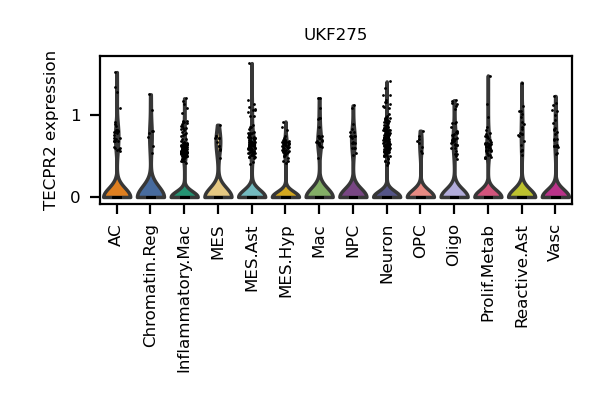 UKF275
TECPR2 expression
1
0
AC
Chromatin.Reg
Inflammatory.Mac
MES
MES.Ast
MES.Hyp
Mac
NPC
Neuron
OPC
Oligo
Prolif.Metab
Reactive.Ast
Vasc